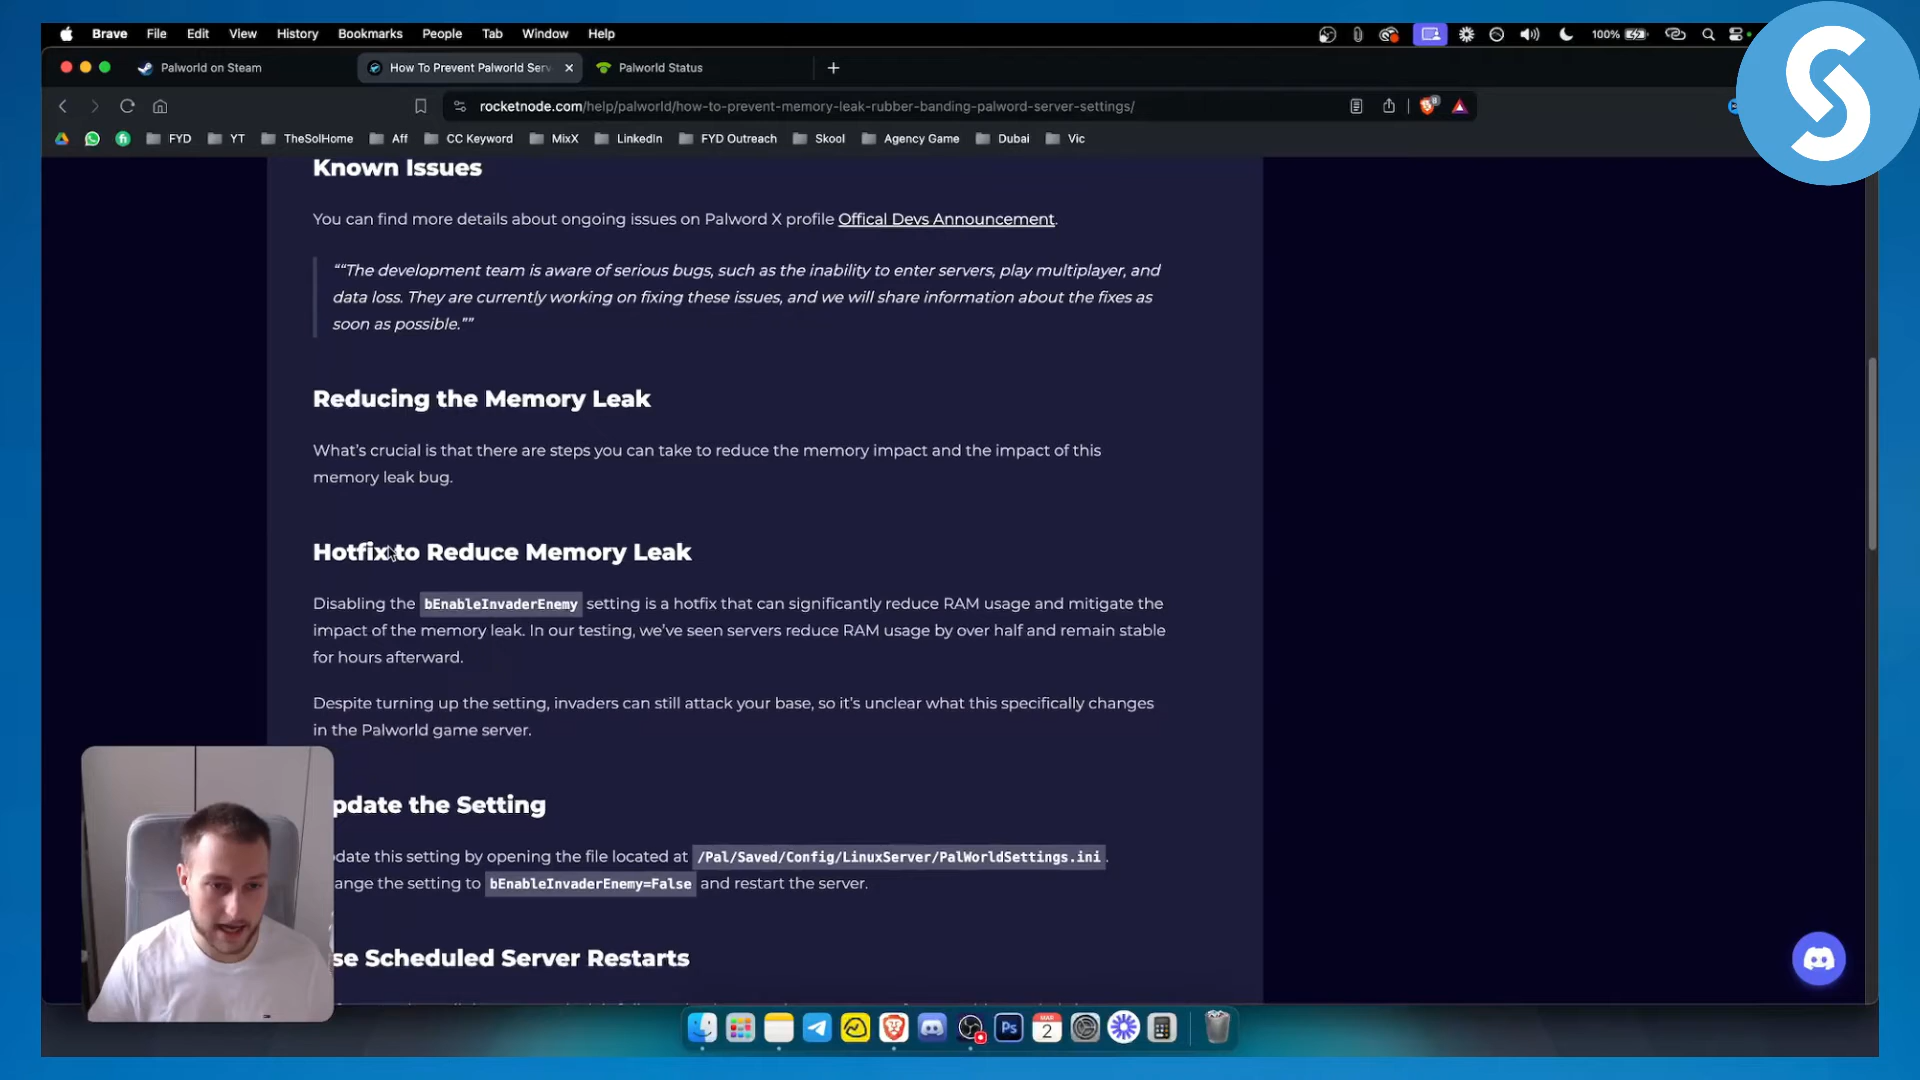 Brave File Edit View History Bookmarks People Tab Window Help 100%
Palworld on Steam How To Prevent Palworld Serv Palworld Status
rocketnode.com/help/palworld/how-to-prevent-memory-leak-rubber-banding-palword-server-settings/
FYD YT TheSolHome Aff CC Keyword MixX LinkedIn FYD Outreach Skool Agency Game Dubai Vic
Known Issues
You can find more details about ongoing issues on Palword X profile Offical Devs Announcement.
““The development team is aware of serious bugs, such as the inability to enter servers, play multiplayer, and
data loss. They are currently working on fixing these issues, and we will share information about the fixes as
soon as possible.””
Reducing the Memory Leak
What’s crucial is that there are steps you can take to reduce the memory impact and the impact of this
memory leak bug.
Hotfix to Reduce Memory Leak
Disabling the bEnableInvaderEnemy setting is a hotfix that can significantly reduce RAM usage and mitigate the
impact of the memory leak. In our testing, we’ve seen servers reduce RAM usage by over half and remain stable
for hours afterward.
Despite turning up the setting, invaders can still attack your base, so it’s unclear what this specifically changes
in the Palworld game server.
pdate the Setting
date this setting by opening the file located at /Pal/Saved/Config/LinuxServer/PalWorldSettings.ini.
ange the setting to bEnableInvaderEnemy=False and restart the server.
se Scheduled Server Restarts
Ps MAR 2